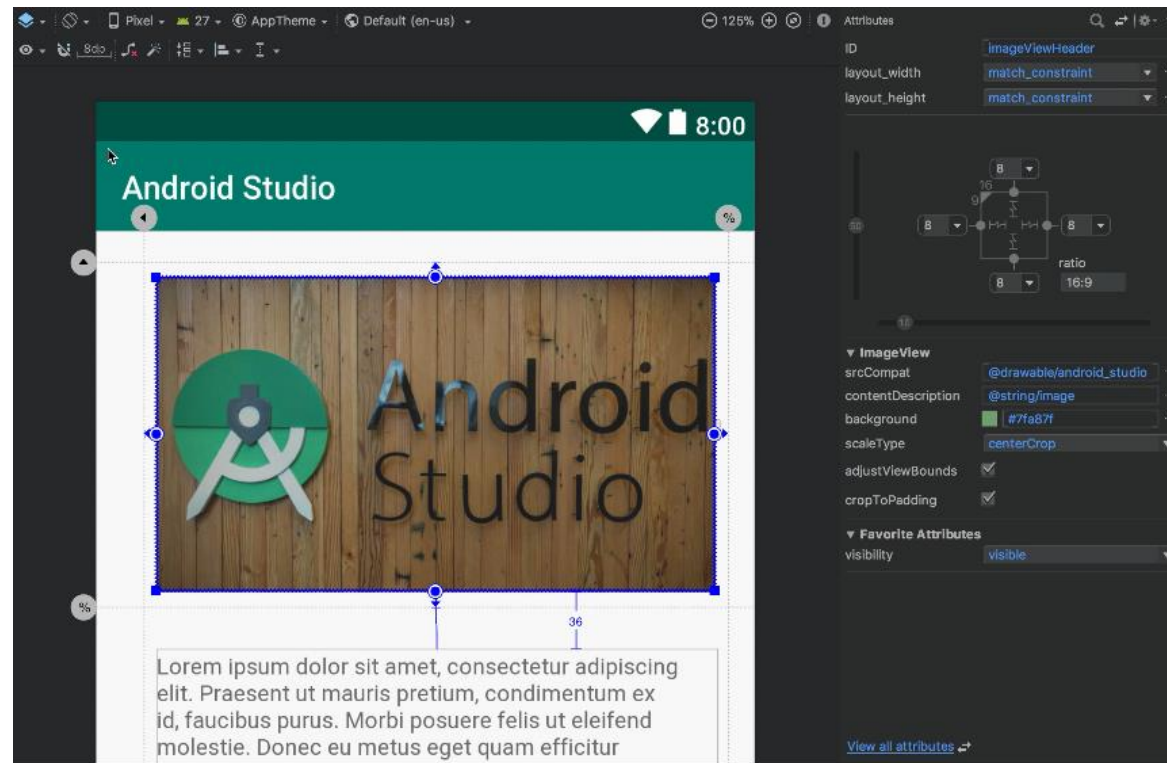 Pixel 27 AppTheme Default (en-us) 125% Attributes
8dp
ID imageViewHeader
layout_width match_constraint
layout_height match_constraint
8:00
Android Studio
8
16
9
50 8 8
ratio
8 16:9
%
Android
Studio
10
ImageView
srcCompat @drawable/android_studio
contentDescription @string/image
background #7fa87f
scaleType centerCrop
adjustViewBounds
cropToPadding
Favorite Attributes
visibility visible
%
36
Lorem ipsum dolor sit amet, consectetur adipiscing
elit. Praesent ut mauris pretium, condimentum ex
id, faucibus purus. Morbi posuere felis ut eleifend
molestie. Donec eu metus eget quam efficitur
View all attributes